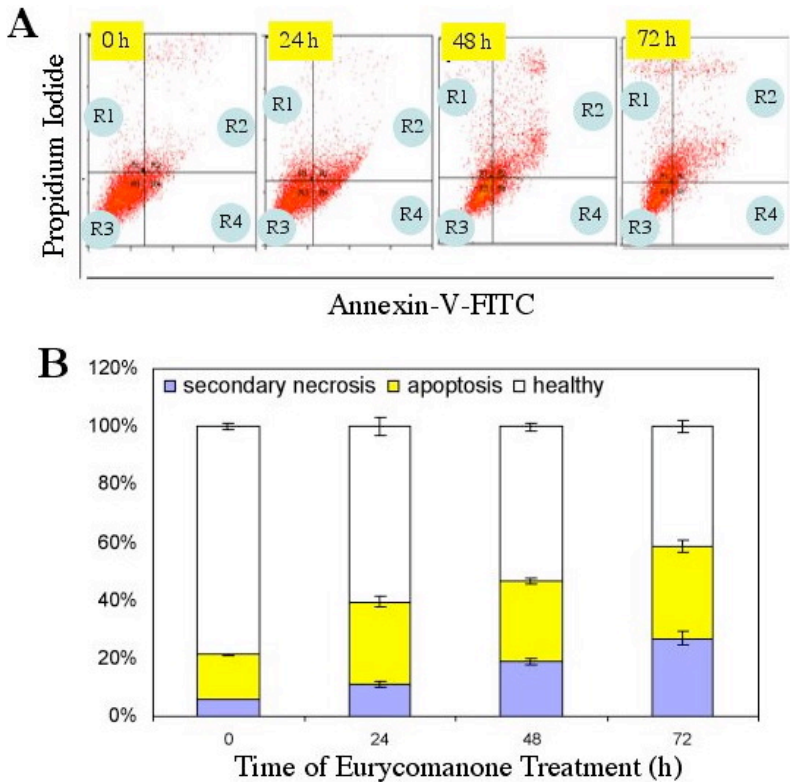 A
0 h
24 h
48 h
72 h
Propidium Iodide
R1
R2
R3
R4
R1
R2
R3
R4
R1
R2
R3
R4
R1
R2
R3
R4
Annexin-V-FITC
B
120%
100%
80%
60%
40%
20%
0%
secondary necrosis apoptosis healthy
0 24 48 72
Time of Eurycomanone Treatment (h)